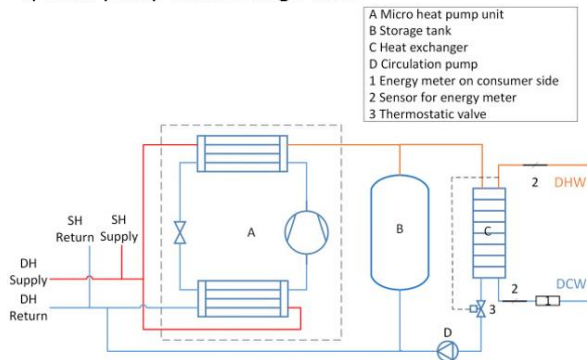 A Micro heat pump unit
B Storage tank
C Heat exchanger
D Circulation pump
1 Energy meter on consumer side
2 Sensor for energy meter
3 Thermostatic valve
DHW
2
SH
Return
SH
Supply
A
B
C
DH
Supply
DH
Return
2
DCW
1
3
D